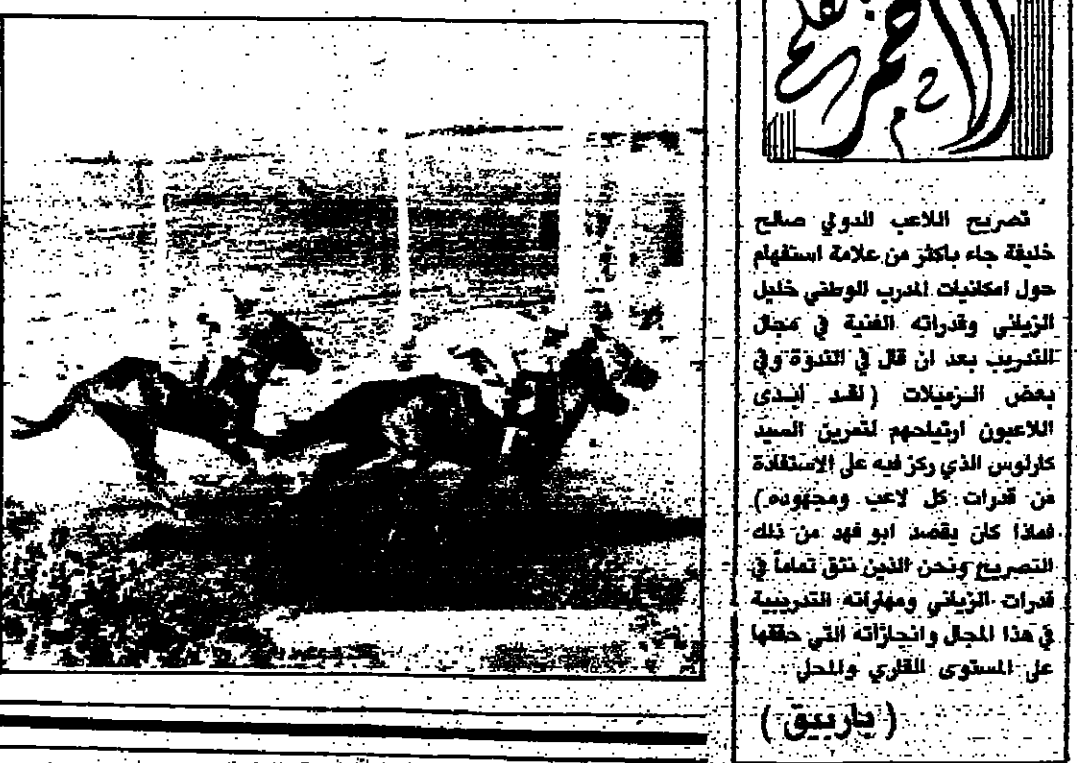 بالقلم
الأحمر
تصريح اللاعب الدولي صالح
خليفة جاء باكثر من علامة استفهام
حول امكانيات المدرب الوطني خليل
الزياني وقدراته الفنية في مجال
التدريب بعد ان قال في الندوة وفي
بعض الزميلات (لقد ابدى
اللاعبون ارتياحهم لتمرين السيد
كارلوس الذي ركز فيه على الاستفادة
من قدرات كل لاعب ومجهوده)
فماذا كان يقصد ابو فهد من ذلك
التصريح ونحن الذين نثق تماماً في
قدرات الزياني ومهاراته التدريبية
في هذا المجال وانجازاته التي حققها
على المستوى القاري والمحلي
(باربيق)